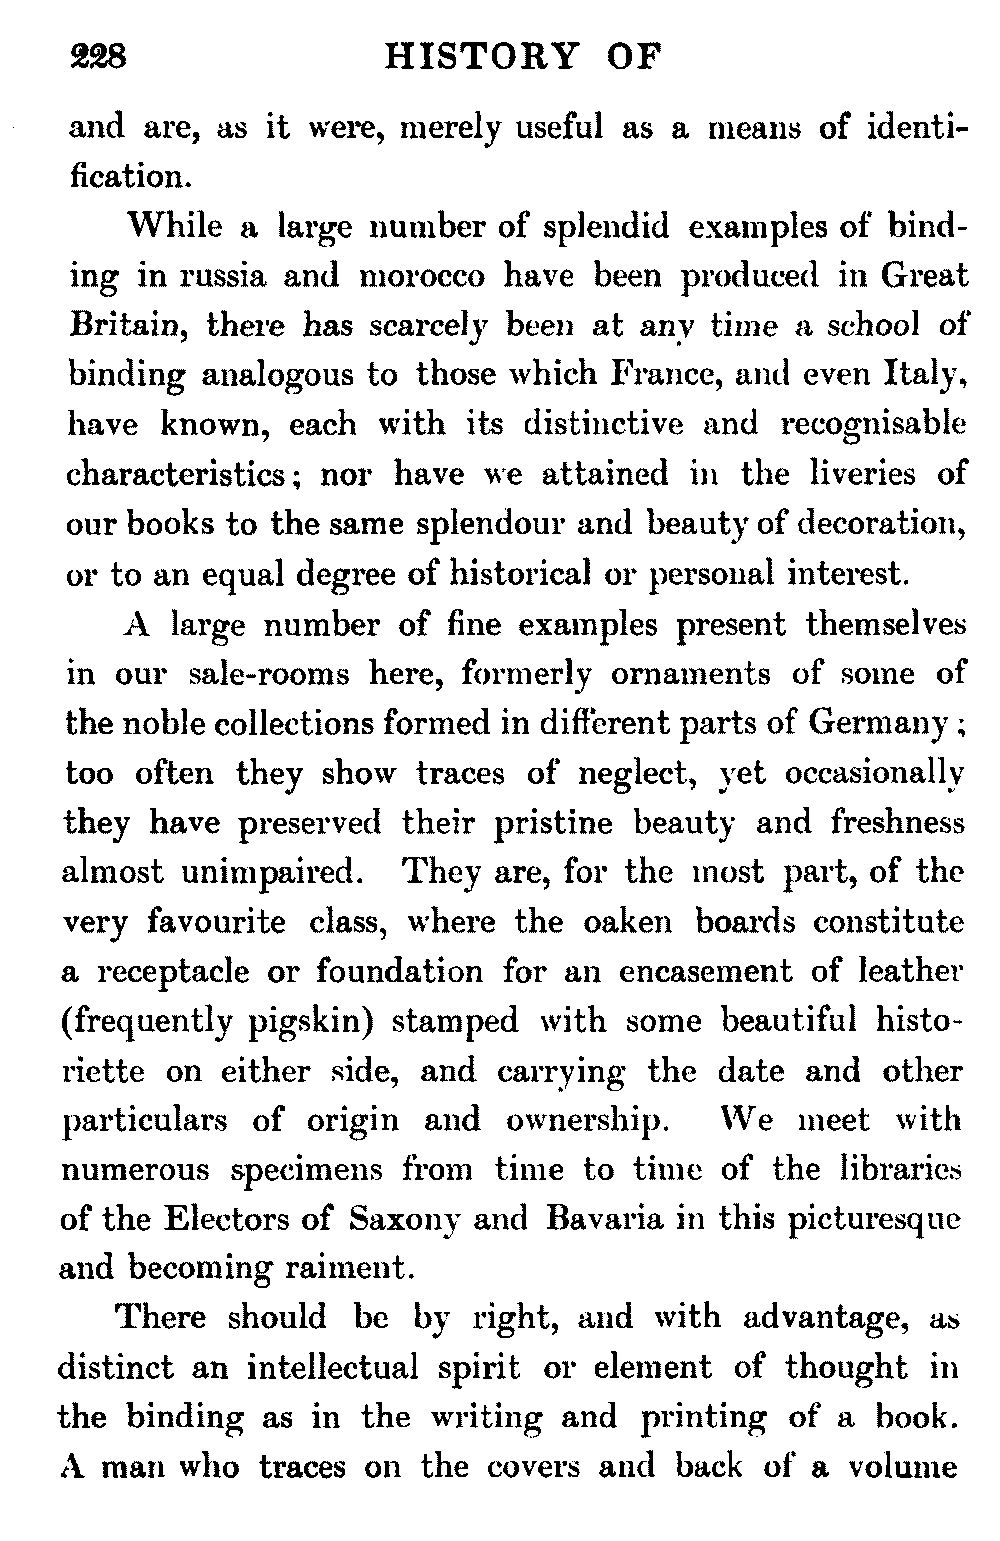 228 HISTORY OF
and are, as it were, merely useful as a means of identi-
fication.
While a large number of splendid examples of bind-
ing in russia and morocco have been produced in Great
Britain, there has scarcely been at any time a school of
binding analogous to those which France, and even Italy,
have known, each with its distinctive and recognisable
characteristics; nor have we attained in the liveries of
our books to the same splendour and beauty of decoration,
or to an equal degree of historical or personal interest.
A large number of fine examples present themselves
in our sale-rooms here, formerly ornaments of some of
the noble collections formed in different parts of Germany;
too often they show traces of neglect, yet occasionally
they have preserved their pristine beauty and freshness
almost unimpaired. They are, for the most part, of the
very favourite class, where the oaken boards constitute
a receptacle or foundation for an encasement of leather
(frequently pigskin) stamped with some beautiful histo-
riette on either side, and carrying the date and other
particulars of origin and ownership. We meet with
numerous specimens from time to time of the libraries
of the Electors of Saxony and Bavaria in this picturesque
and becoming raiment.
There should be by right, and with advantage, as
distinct an intellectual spirit or element of thought in
the binding as in the writing and printing of a book.
A man who traces on the covers and back of a volume